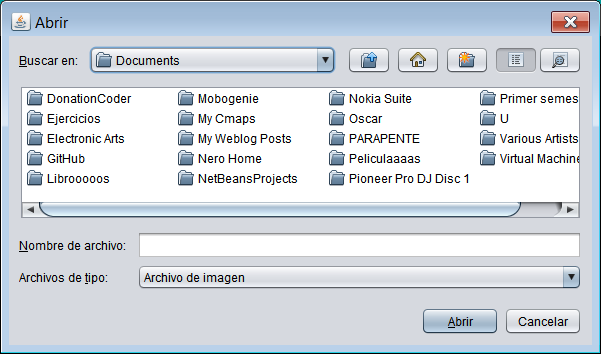 Abrir
Buscar en: Documents
DonationCoder Mobogenie Nokia Suite Primer semes
Ejercicios My Cmaps Oscar U
Electronic Arts My Weblog Posts PARAPENTE Various Artists
GitHub Nero Home Peliculaaaas Virtual Machine
Librooooos NetBeansProjects Pioneer Pro DJ Disc 1
Nombre de archivo:
Archivos de tipo: Archivo de imagen
Abrir Cancelar